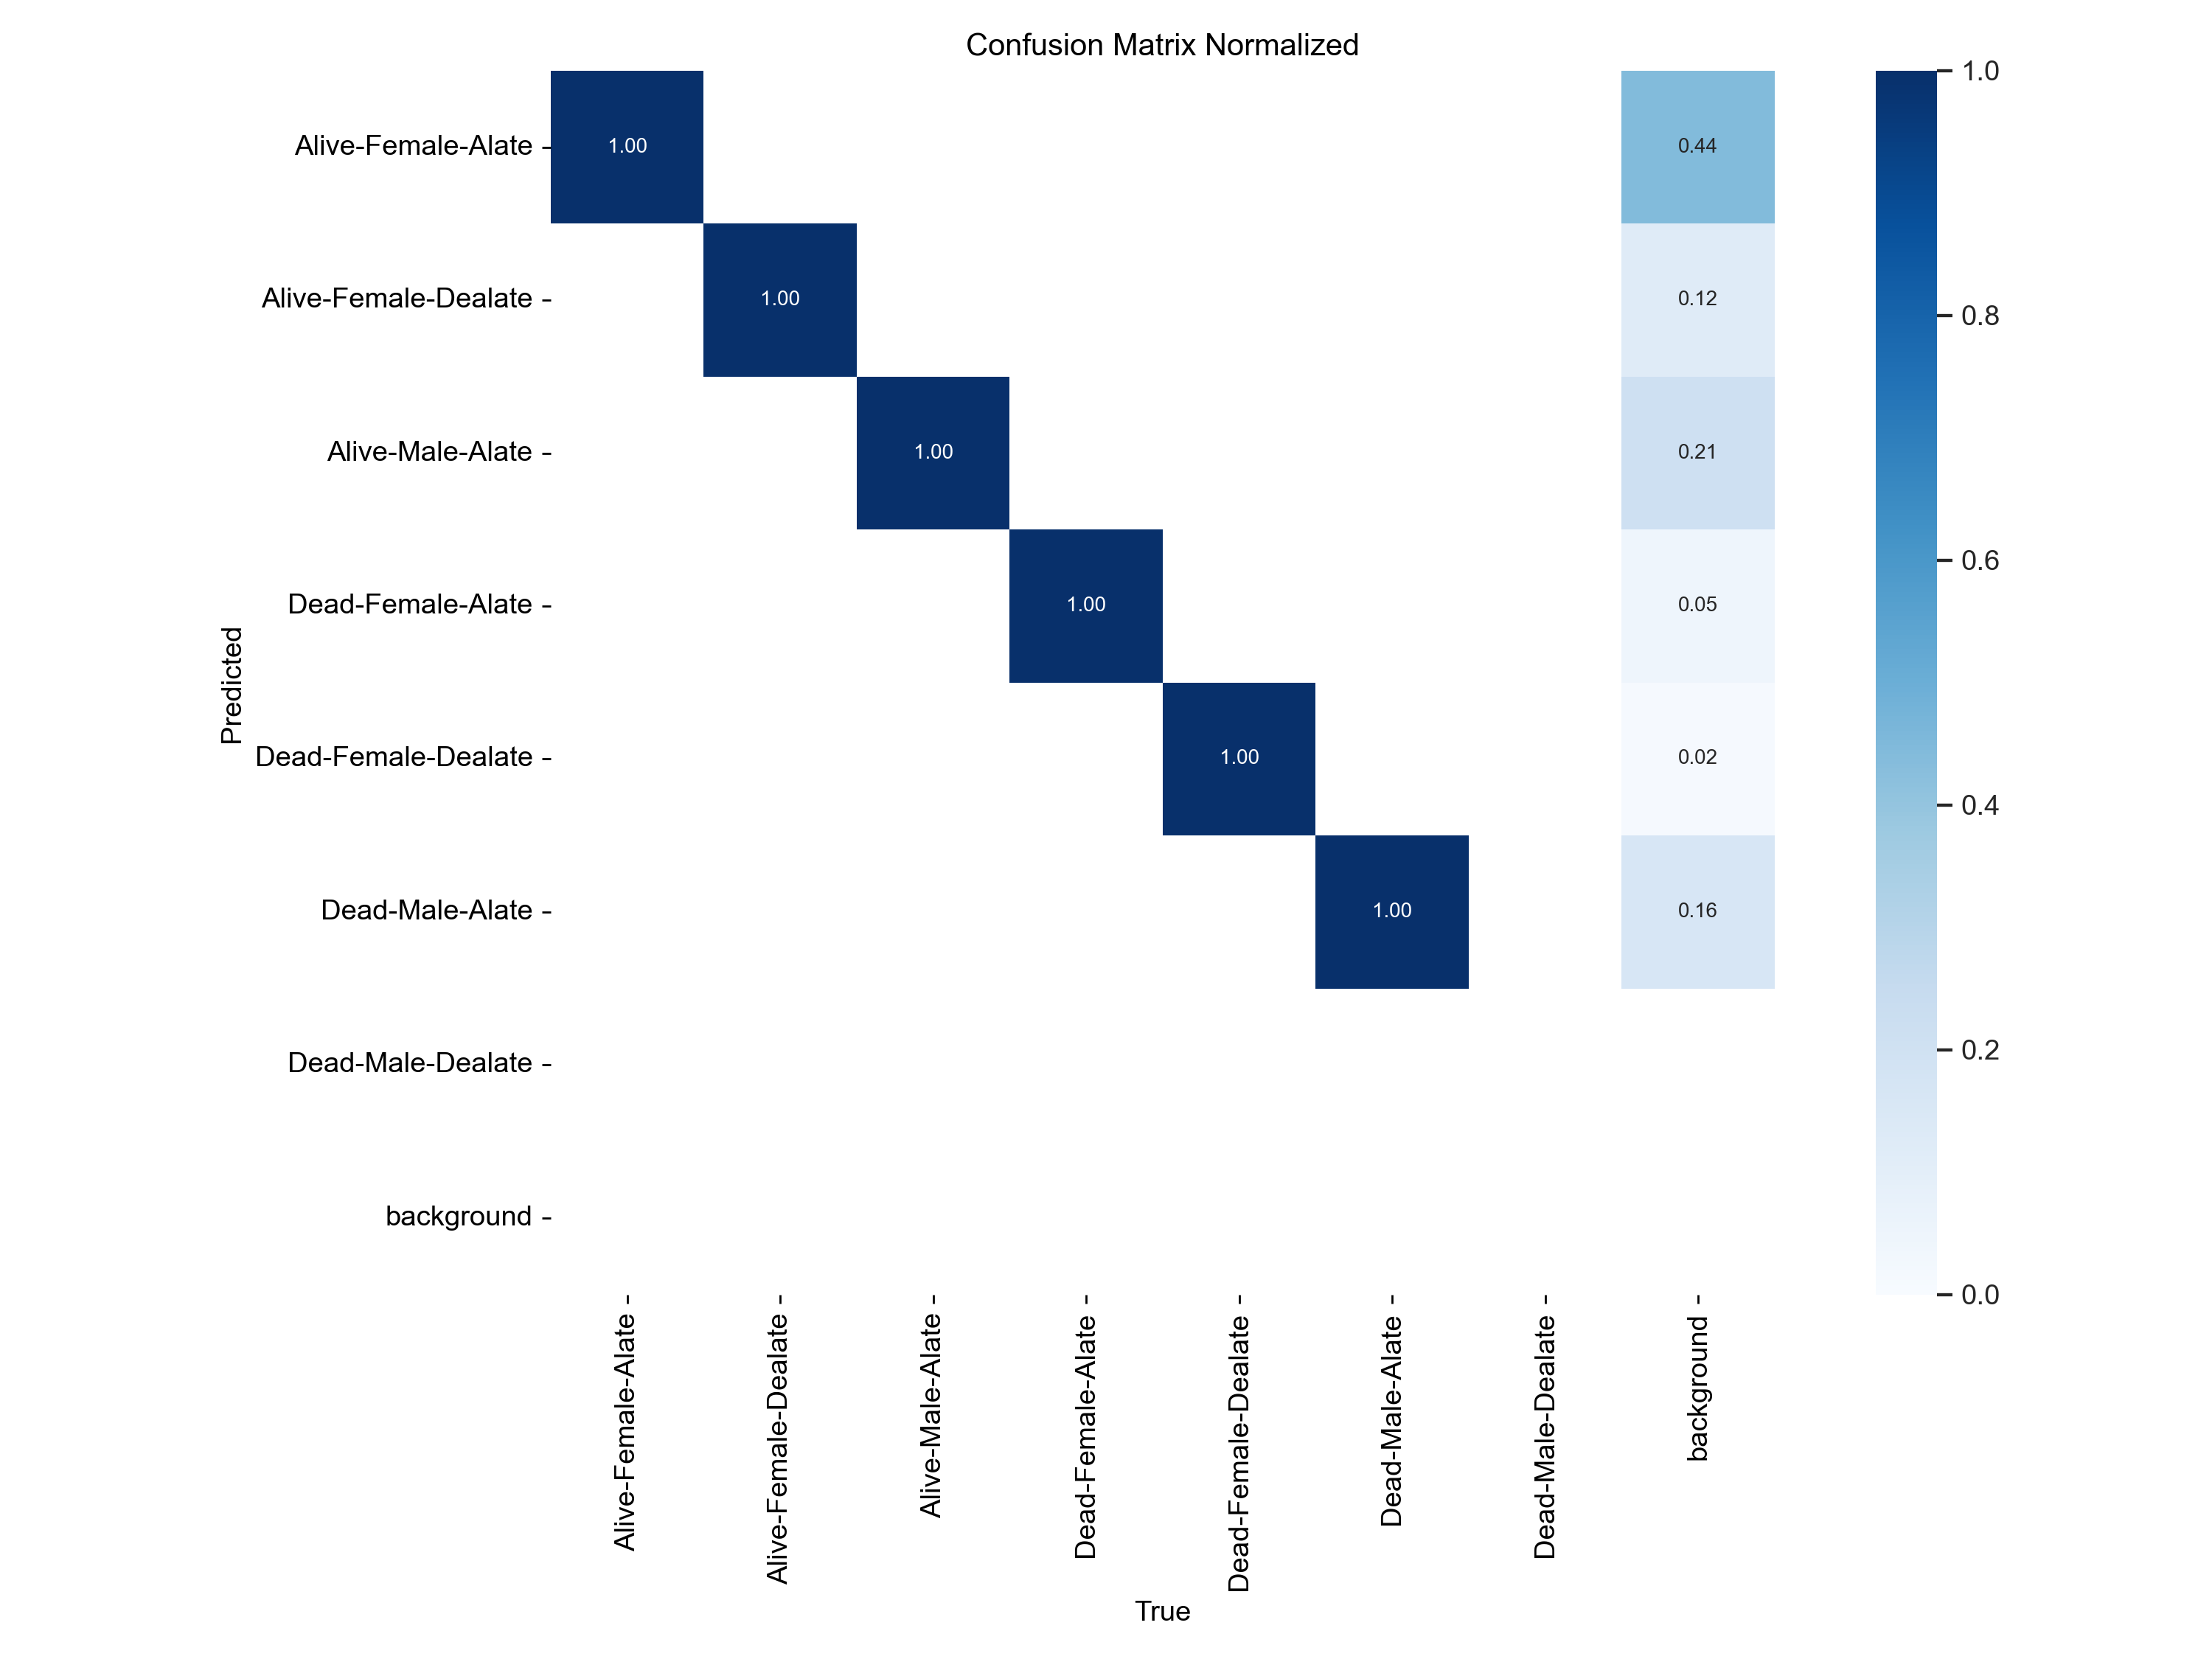 Confusion Matrix Normalized
Alive-Female-Alate
1.00
0.44
Alive-Female-Dealate
1.00
0.12
Alive-Male-Alate
1.00
0.21
Dead-Female-Alate
1.00
0.05
Dead-Female-Dealate
1.00
0.02
Dead-Male-Alate
1.00
0.16
Dead-Male-Dealate
background
Predicted
Alive-Female-Alate
Alive-Female-Dealate
Alive-Male-Alate
Dead-Female-Alate
Dead-Female-Dealate
Dead-Male-Alate
Dead-Male-Dealate
background
True
1.0
0.8
0.6
0.4
0.2
0.0